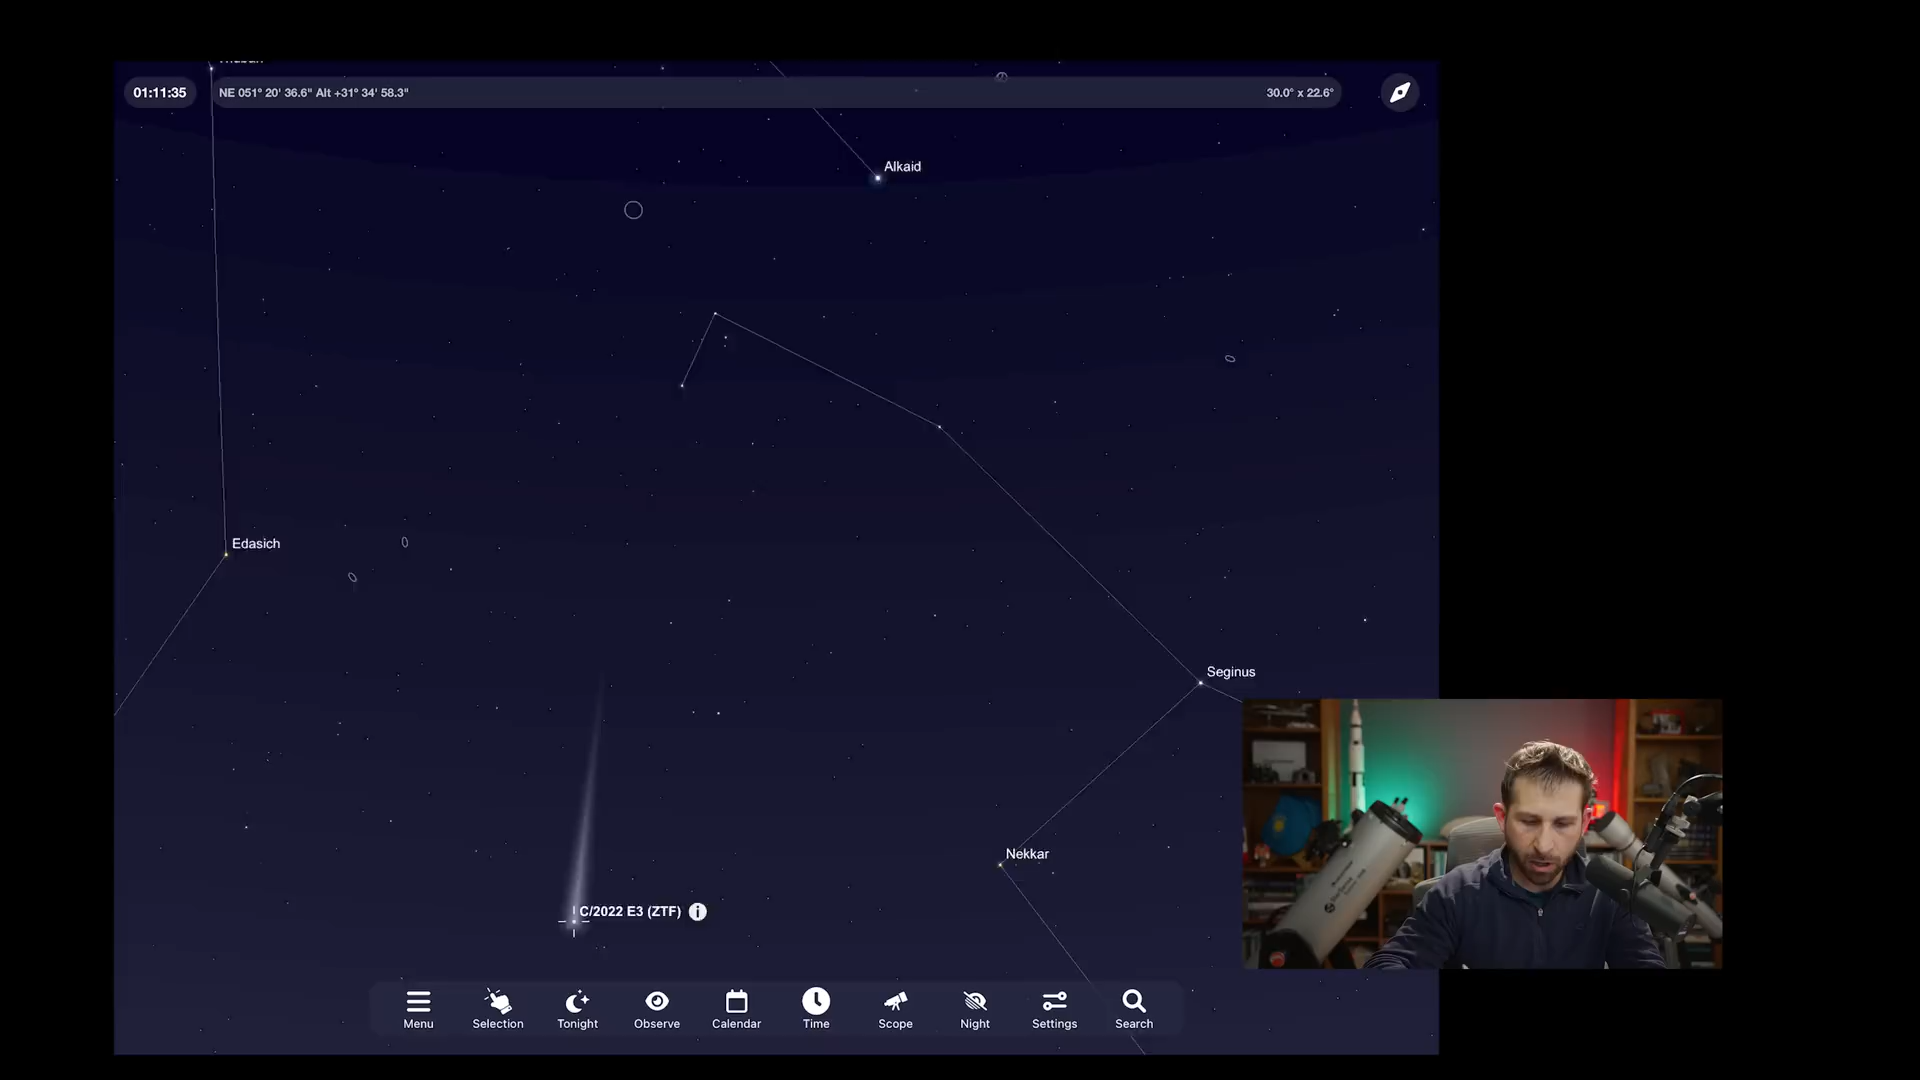 01:11:35
NE 051° 20' 36.6" Alt +31° 34' 58.3"
30.0° x 22.6°
Alkaid
Edasich
Seginus
Nekkar
C/2022 E3 (ZTF)
Menu
Selection
Tonight
Observe
Calendar
Time
Scope
Night
Settings
Search